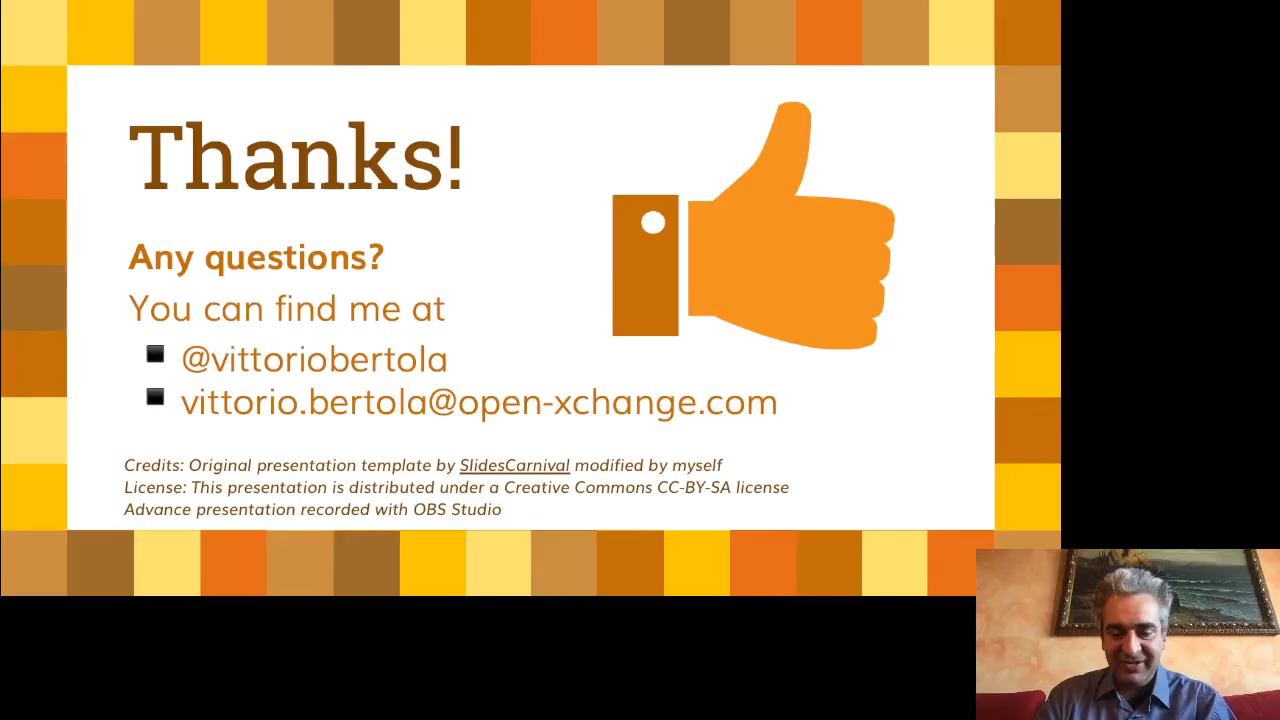 Thanks!
Any questions?
You can find me at
@vittoriobertola
vittorio.bertola@open-xchange.com
Credits: Original presentation template by SlidesCarnival modified by myself
License: This presentation is distributed under a Creative Commons CC-BY-SA license
Advance presentation recorded with OBS Studio